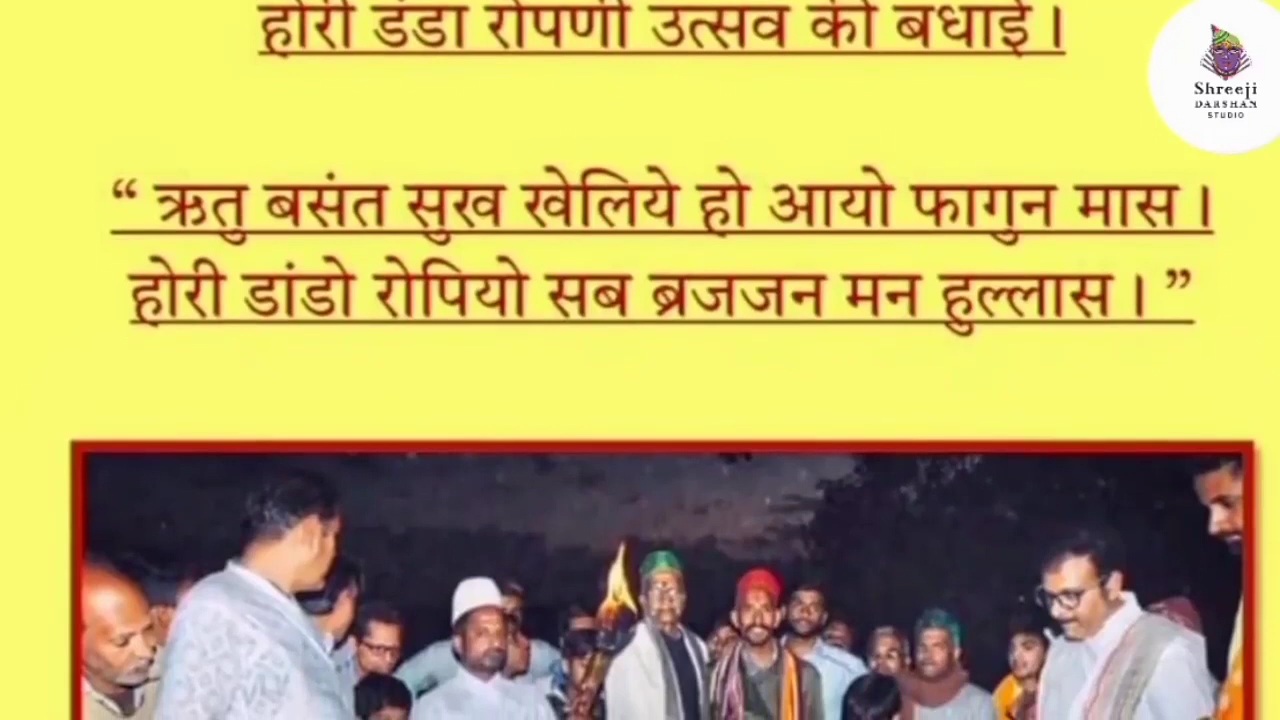 होरी डंडा रोपणी उत्सव की बधाई।
Shreeji
DARSHAN
STUDIO
“ ऋतु बसंत सुख खेलिये हो आयो फागुन मास।
होरी डांडो रोपियो सब ब्रजजन मन हुल्लास। ”